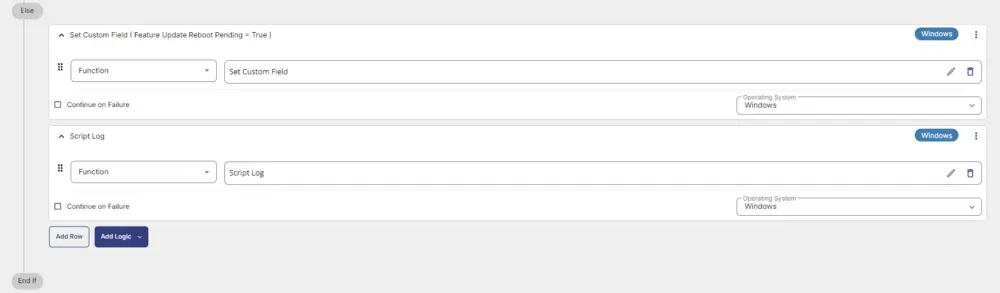 Else
Set Custom Field ( Feature Update Reboot Pending = True )
Windows
Function
Set Custom Field
Continue on Failure
Operating System
Windows
Script Log
Windows
Function
Script Log
Continue on Failure
Operating System
Windows
Add Row
Add Logic
End If